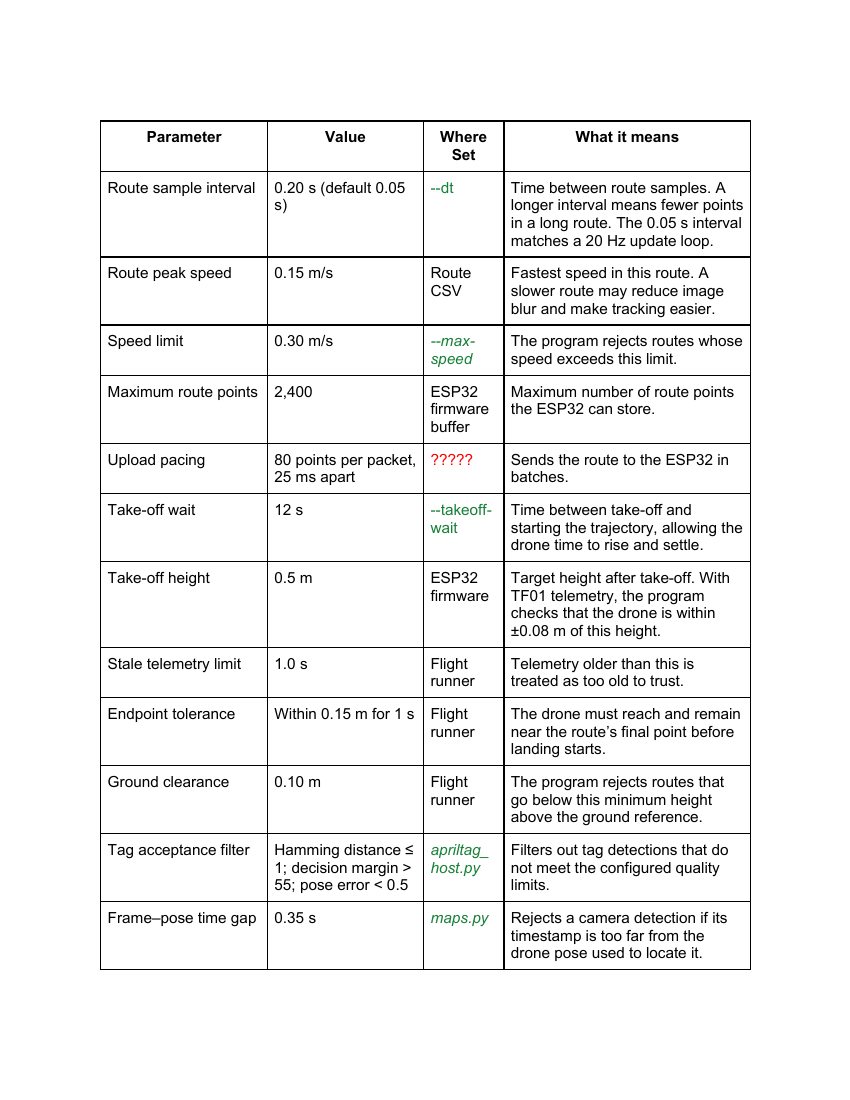 Parameter
Value
Where
Set
What it means
Route sample interval
0.20 s (default 0.05
s)
--dt
Time between route samples. A
longer interval means fewer points
in a long route. The 0.05 s interval
matches a 20 Hz update loop.
Route peak speed
0.15 m/s
Route
CSV
Fastest speed in this route. A
slower route may reduce image
blur and make tracking easier.
Speed limit
0.30 m/s
--max-
speed
The program rejects routes whose
speed exceeds this limit.
Maximum route points
2,400
ESP32
firmware
buffer
Maximum number of route points
the ESP32 can store.
Upload pacing
80 points per packet,
25 ms apart
?????
Sends the route to the ESP32 in
batches.
Take-off wait
12 s
--takeoff-
wait
Time between take-off and
starting the trajectory, allowing the
drone time to rise and settle.
Take-off height
0.5 m
ESP32
firmware
Target height after take-off. With
TF01 telemetry, the program
checks that the drone is within
±0.08 m of this height.
Stale telemetry limit
1.0 s
Flight
runner
Telemetry older than this is
treated as too old to trust.
Endpoint tolerance
Within 0.15 m for 1 s
Flight
runner
The drone must reach and remain
near the route’s final point before
landing starts.
Ground clearance
0.10 m
Flight
runner
The program rejects routes that
go below this minimum height
above the ground reference.
Tag acceptance filter
Hamming distance ≤
1; decision margin >
55; pose error < 0.5
apriltag_
host.py
Filters out tag detections that do
not meet the configured quality
limits.
Frame–pose time gap
0.35 s
maps.py
Rejects a camera detection if its
timestamp is too far from the
drone pose used to locate it.